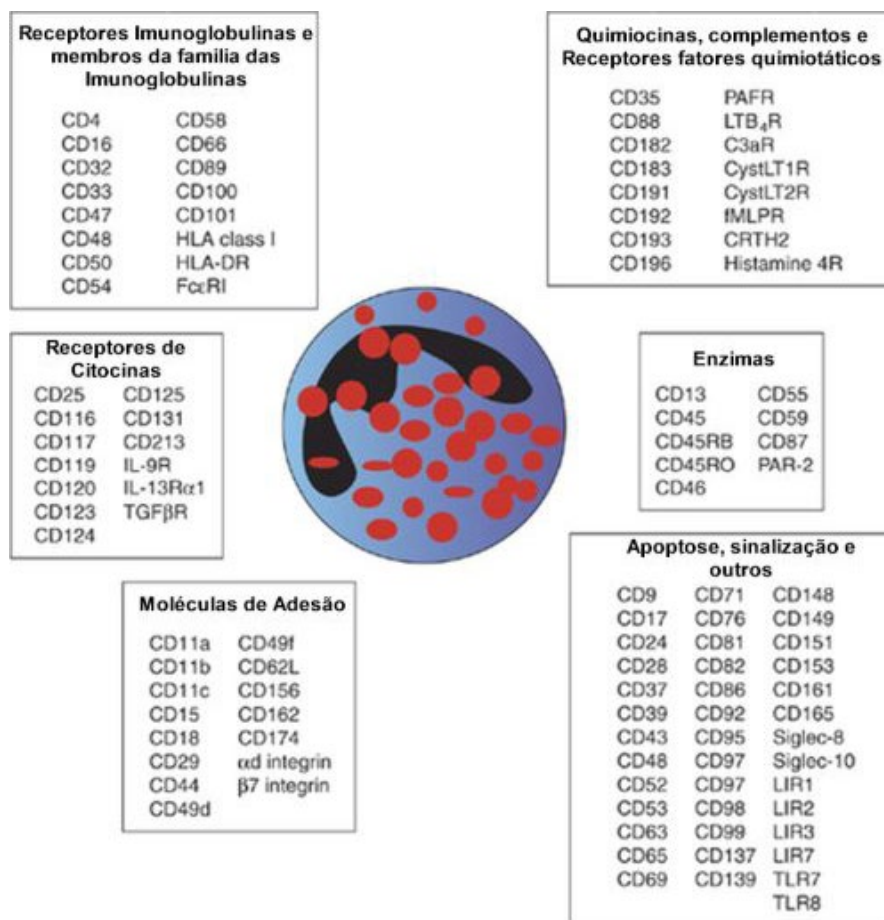 Receptores Imunoglobulinas e
membros da familia das
Imunoglobulinas
CD4 CD58
CD16 CD66
CD32 CD89
CD33 CD100
CD47 CD101
CD48 HLA class I
CD50 HLA-DR
CD54 FcεRI
Quimiocinas, complementos e
Receptores fatores quimiotáticos
CD35 PAFR
CD88 LTB₄R
CD182 C3aR
CD183 CystLT1R
CD191 CystLT2R
CD192 fMLPR
CD193 CRTH2
CD196 Histamine 4R
Receptores de
Citocinas
CD25 CD125
CD116 CD131
CD117 CD213
CD119 IL-9R
CD120 IL-13Rα1
CD123 TGFβR
CD124
Enzimas
CD13 CD55
CD45 CD59
CD45RB CD87
CD45RO PAR-2
CD46
Moléculas de Adesão
CD11a CD49f
CD11b CD62L
CD11c CD156
CD15 CD162
CD18 CD174
CD29 αd integrin
CD44 β7 integrin
CD49d
Apoptose, sinalização e
outros
CD9 CD71 CD148
CD17 CD76 CD149
CD24 CD81 CD151
CD28 CD82 CD153
CD37 CD86 CD161
CD39 CD92 CD165
CD43 CD95 Siglec-8
CD48 CD97 Siglec-10
CD52 CD97 LIR1
CD53 CD98 LIR2
CD63 CD99 LIR3
CD65 CD137 LIR7
CD69 CD139 TLR7
TLR8